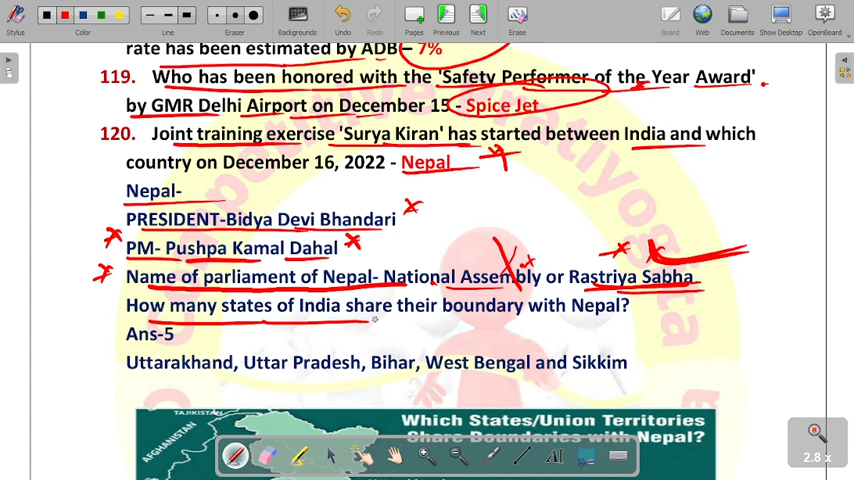 Stylus
Color
Line
Eraser
Backgrounds
Undo
Redo
Pages
Previous
Next
Erase
Board
Web
Documents
Show Desktop
OpenBoard
rate has been estimated by ADB – 7%
119. Who has been honored with the 'Safety Performer of the Year Award'
by GMR Delhi Airport on December 15 - Spice Jet
120. Joint training exercise 'Surya Kiran' has started between India and which
country on December 16, 2022 - Nepal
Nepal-
PRESIDENT-Bidya Devi Bhandari
PM- Pushpa Kamal Dahal
Name of parliament of Nepal- National Assembly or Rastriya Sabha
How many states of India share their boundary with Nepal?
Ans-5
Uttarakhand, Uttar Pradesh, Bihar, West Bengal and Sikkim
TAJIKISTAN
AFGHANISTAN
Which States/Union Territories
Share Boundaries with Nepal?
2.8 x